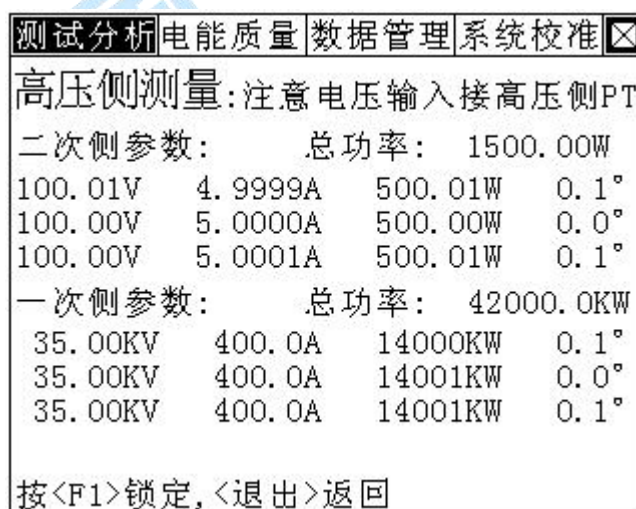 测试分析 电能质量 数据管理 系统校准
高压侧测量:注意电压输入接高压侧PT
二次侧参数: 总功率: 1500.00W
100.01V 4.9999A 500.01W 0.1°
100.00V 5.0000A 500.00W 0.0°
100.00V 5.0001A 500.01W 0.1°
一次侧参数: 总功率: 42000.0KW
35.00KV 400.0A 14000KW 0.1°
35.00KV 400.0A 14001KW 0.0°
35.00KV 400.0A 14001KW 0.1°
按<F1>锁定,<退出>返回